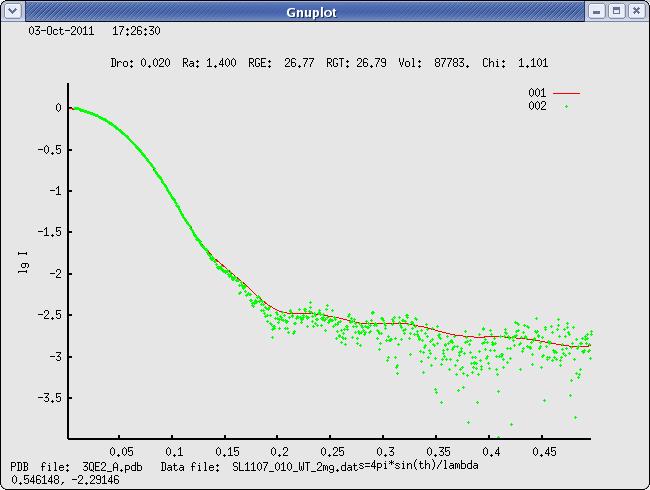 Gnuplot
03-Oct-2011 17:26:30
Dro: 0.020 Ra: 1.400 RGE: 26.77 RGT: 26.79 Vol: 87783. Chi: 1.101
001
002
0
-0.5
-1
-1.5
-2
-2.5
-3
-3.5
lg I
0.05 0.1 0.15 0.2 0.25 0.3 0.35 0.4 0.45
PDB file: 3QE2_A.pdb Data file: SL1107_010_WT_2mg.dat s=4pi*sin(th)/lambda
0.546148, -2.29146